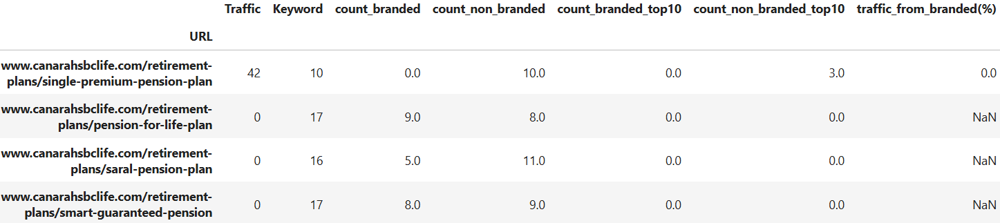 Traffic Keyword count_branded count_non_branded count_branded_top10 count_non_branded_top10 traffic_from_branded(%)
URL
www.canarahsbclife.com/retirement-
plans/single-premium-pension-plan 42 10 0.0 10.0 0.0 3.0 0.0
www.canarahsbclife.com/retirement-
plans/pension-for-life-plan 0 17 9.0 8.0 0.0 0.0 NaN
www.canarahsbclife.com/retirement-
plans/saral-pension-plan 0 16 5.0 11.0 0.0 0.0 NaN
www.canarahsbclife.com/retirement-
plans/smart-guaranteed-pension 0 17 8.0 9.0 0.0 0.0 NaN